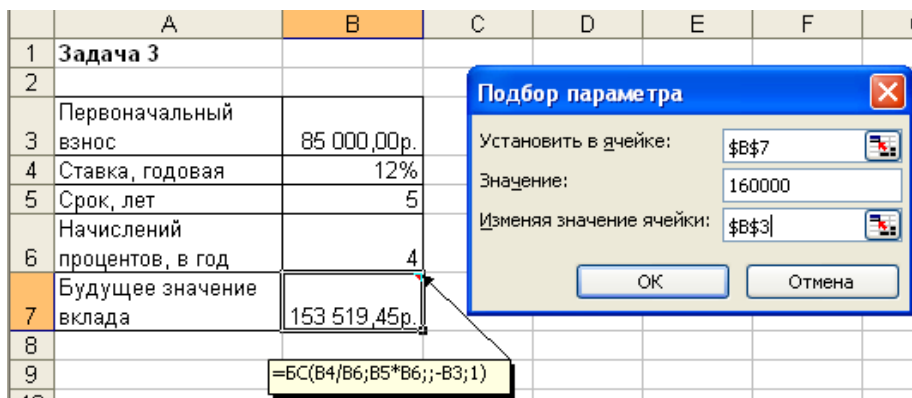 A B C D E F
1 Задача 3
2
Первоначальный
3 взнос 85 000,00р.
4 Ставка, годовая 12%
5 Срок, лет 5
Начислений
6 процентов, в год 4
Будущее значение
7 вклада 153 519,45р.
8
9 =БС(B4/B6;B5*B6;;-B3;1)
Подбор параметра
Установить в ячейке: $B$7
Значение: 160000
Изменяя значение ячейки: $B$3
ОК Отмена